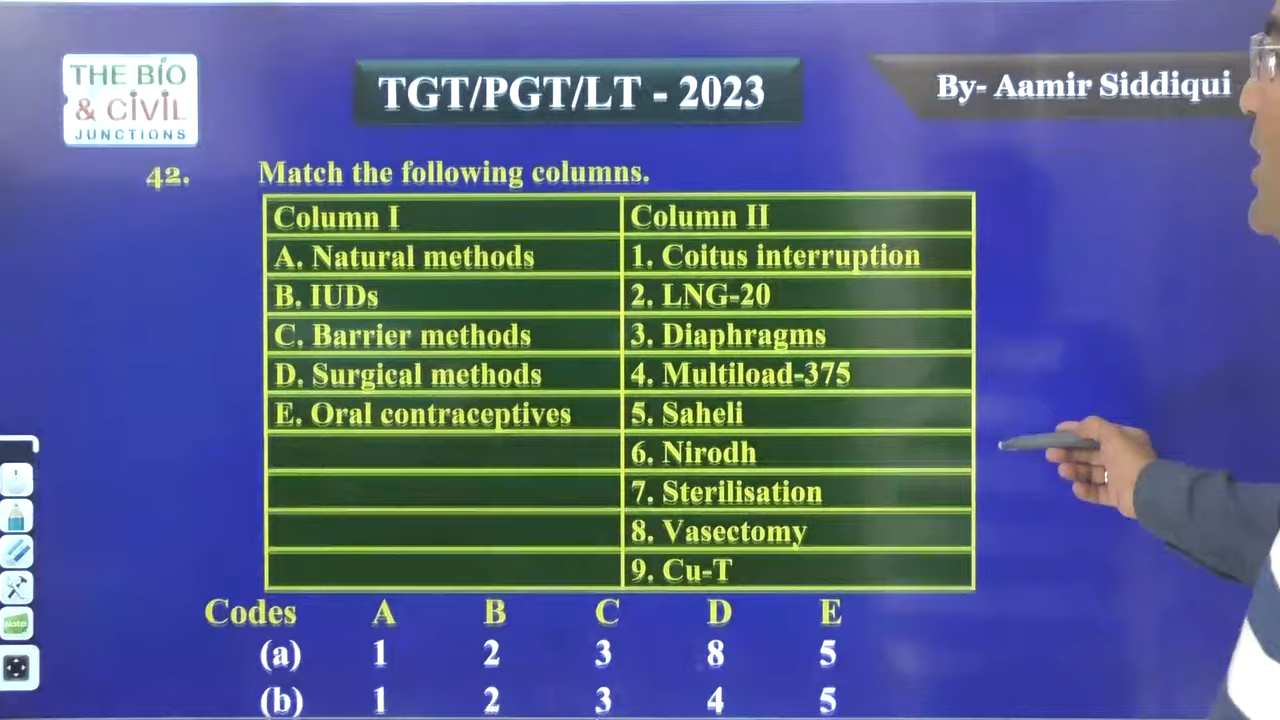 THE BIO
& CIVIL
JUNCTIONS
TGT/PGT/LT - 2023
By- Aamir Siddiqui
42. Match the following columns.
Column I Column II
A. Natural methods 1. Coitus interruption
B. IUDs 2. LNG-20
C. Barrier methods 3. Diaphragms
D. Surgical methods 4. Multiload-375
E. Oral contraceptives 5. Saheli
6. Nirodh
7. Sterilisation
8. Vasectomy
9. Cu-T
Codes A B C D E
(a) 1 2 3 8 5
(b) 1 2 3 4 5
Note